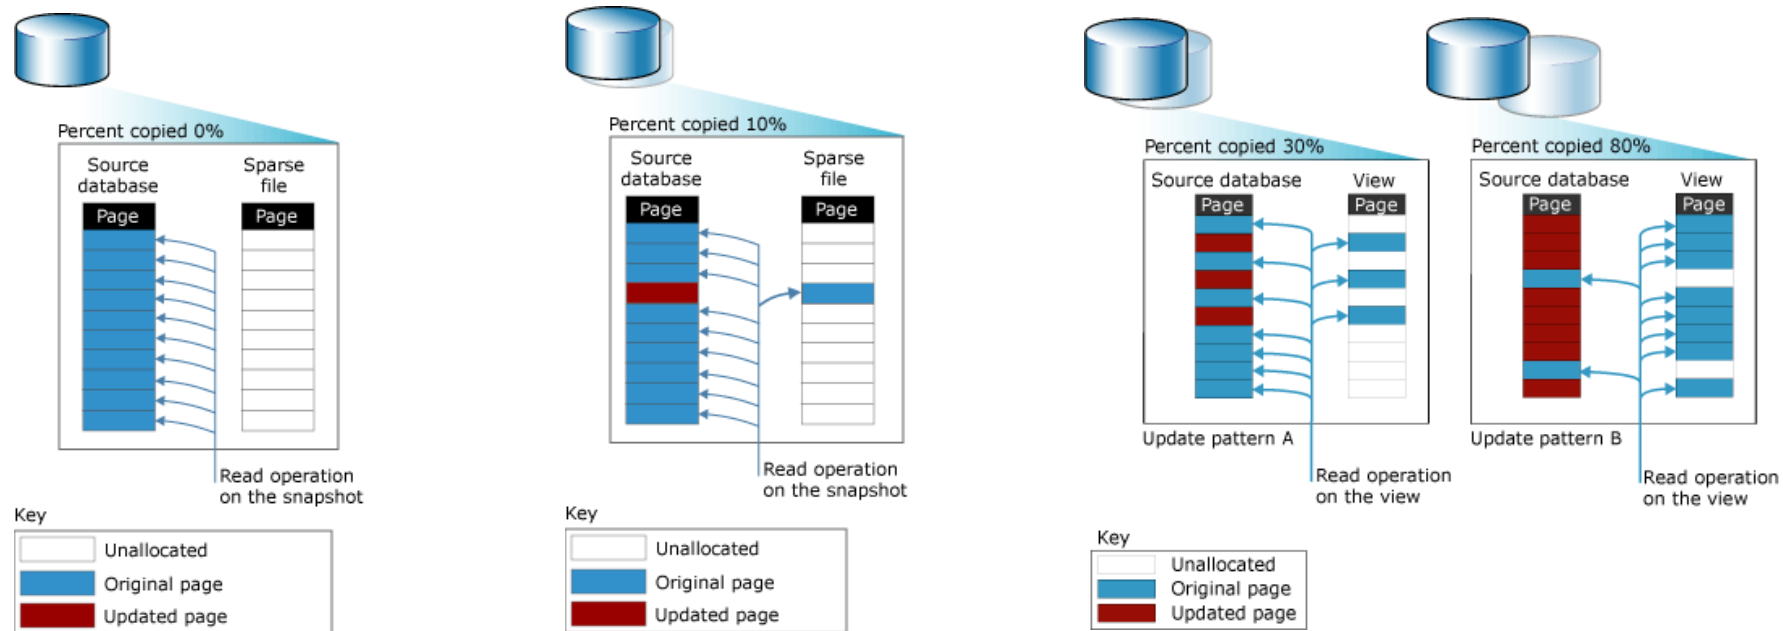 Percent copied 0%
Source
database
Sparse
file
Page
Page
Read operation
on the snapshot
Key
Unallocated
Original page
Updated page
Percent copied 10%
Source
database
Sparse
file
Page
Page
Read operation
on the snapshot
Key
Unallocated
Original page
Updated page
Percent copied 30%
Source database
View
Page
Page
Update pattern A
Read operation
on the view
Percent copied 80%
Source database
View
Page
Page
Update pattern B
Read operation
on the view
Key
Unallocated
Original page
Updated page